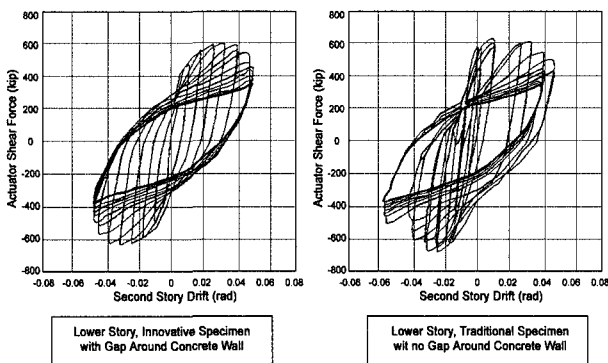 800
600
400
200
0
-200
-400
-600
-800
Actuator Shear Force (kip)
-0.08 -0.06 -0.04 -0.02 0 0.02 0.04 0.06 0.08
Second Story Drift (rad)
Lower Story, Innovative Specimen
with Gap Around Concrete Wall
800
600
400
200
0
-200
-400
-600
-800
Actuator Shear Force (kip)
-0.08 -0.06 -0.04 -0.02 0 0.02 0.04 0.06 0.08
Second Story Drift (rad)
Lower Story, Traditional Specimen
wit no Gap Around Concrete Wall